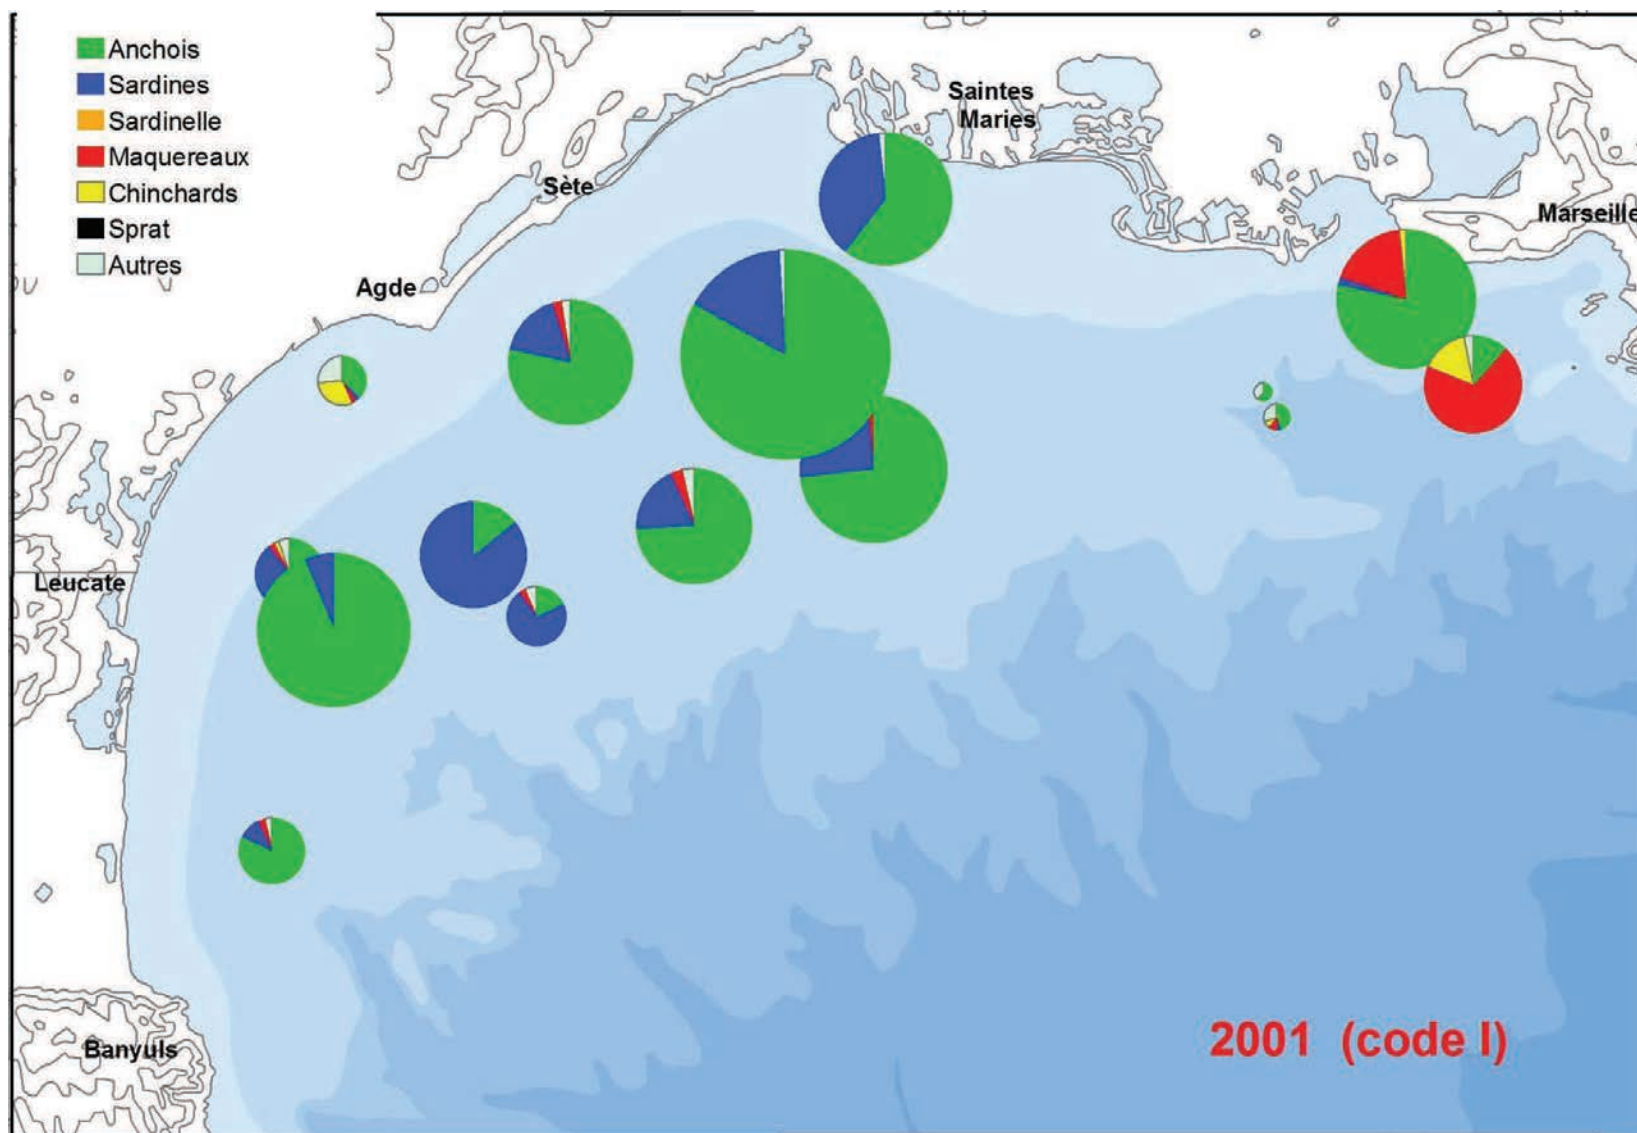 Anchois
Sardines
Sardinelle
Maquereaux
Chinchards
Sprat
Autres
Saintes
Maries
Sète
Marseille
Agde
Leucate
Banyuls
2001 (code I)